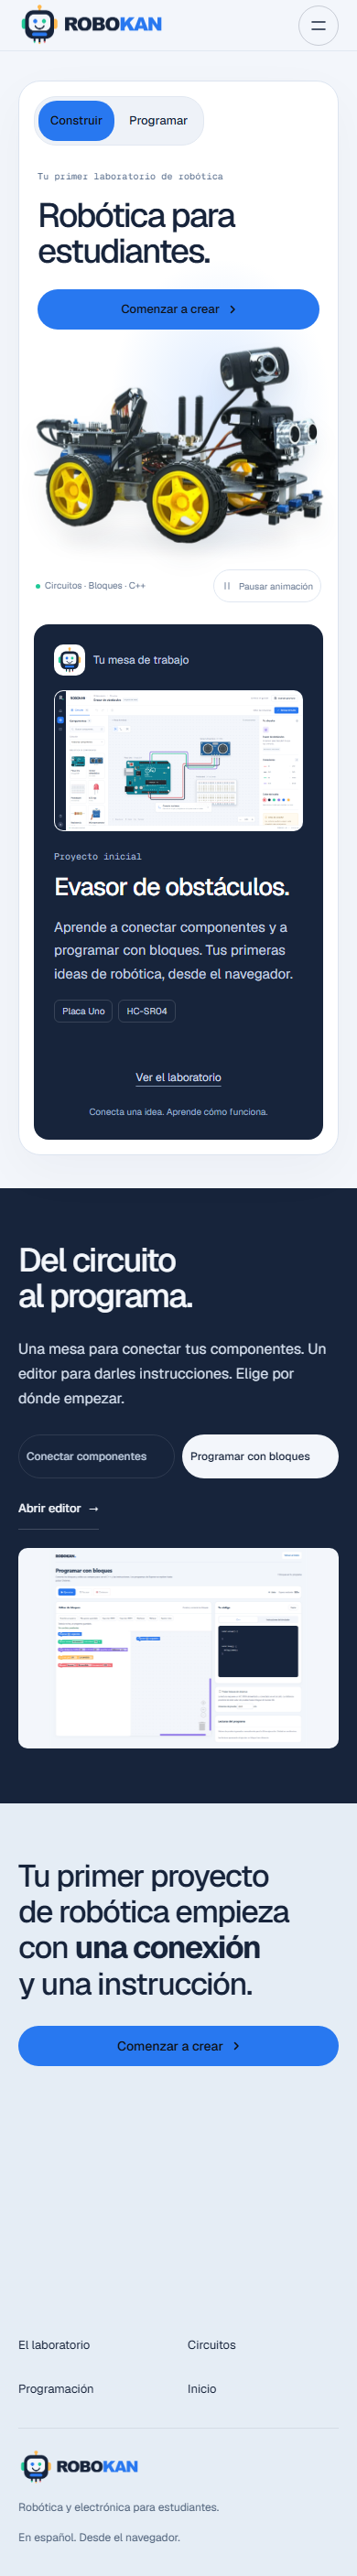 ROBOKAN
Construir
Programar
Tu primer laboratorio de robótica
Robótica para
estudiantes.
Comenzar a crear
Circuitos · Bloques · C++
Pausar animación
Tu mesa de trabajo
Proyecto inicial
Evasor de obstáculos.
Aprende a conectar componentes y a
programar con bloques. Tus primeras
ideas de robótica, desde el navegador.
Placa Uno
HC-SR04
Ver el laboratorio
Conecta una idea. Aprende cómo funciona.
Del circuito
al programa.
Una mesa para conectar tus componentes. Un
editor para darles instrucciones. Elige por
dónde empezar.
Conectar componentes
Programar con bloques
Abrir editor →
ROBOKAN
Programar con bloques
Tu primer proyecto
de robótica empieza
con una conexión
y una instrucción.
Comenzar a crear
El laboratorio
Circuitos
Programación
Inicio
ROBOKAN
Robótica y electrónica para estudiantes.
En español. Desde el navegador.